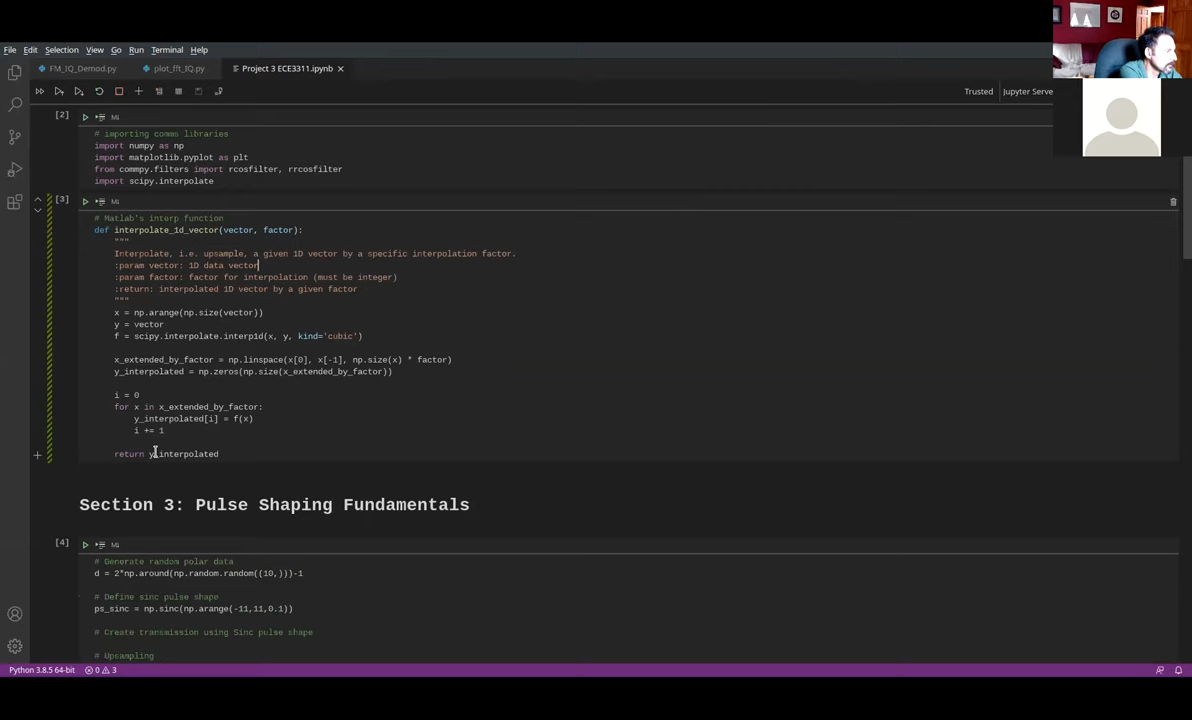 File Edit Selection View Go Run Terminal Help
FM_IQ_Demod.py plot_fft_IQ.py Project 3 ECE3311.ipynb
Trusted Jupyter Serve
[2] Mi
# importing comms libraries
import numpy as np
import matplotlib.pyplot as plt
from commpy.filters import rcosfilter, rrcosfilter
import scipy.interpolate
[3] Mi
# Matlab's interp function
def interpolate_1d_vector(vector, factor):
"""
Interpolate, i.e. upsample, a given 1D vector by a specific interpolation factor.
:param vector: 1D data vector
:param factor: factor for interpolation (must be integer)
:return: interpolated 1D vector by a given factor
"""
x = np.arange(np.size(vector))
y = vector
f = scipy.interpolate.interp1d(x, y, kind='cubic')
x_extended_by_factor = np.linspace(x[0], x[-1], np.size(x) * factor)
y_interpolated = np.zeros(np.size(x_extended_by_factor))
i = 0
for x in x_extended_by_factor:
y_interpolated[i] = f(x)
i += 1
return y_interpolated
Section 3: Pulse Shaping Fundamentals
[4] Mi
# Generate random polar data
d = 2*np.around(np.random.random((10,)))-1
# Define sinc pulse shape
ps_sinc = np.sinc(np.arange(-11,11,0.1))
# Create transmission using Sinc pulse shape
# Upsampling
Python 3.8.5 64-bit 0 3